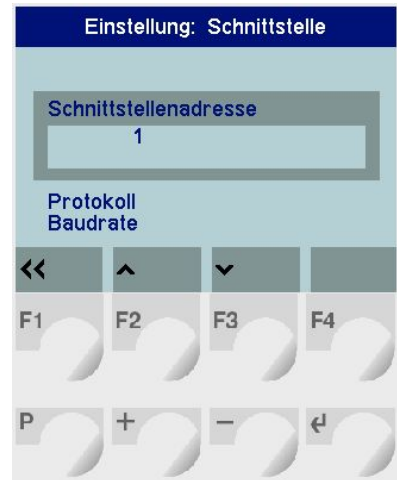 Einstellung: Schnittstelle
Schnittstellenadresse
1
Protokoll
Baudrate
F1 F2 F3 F4
P + -